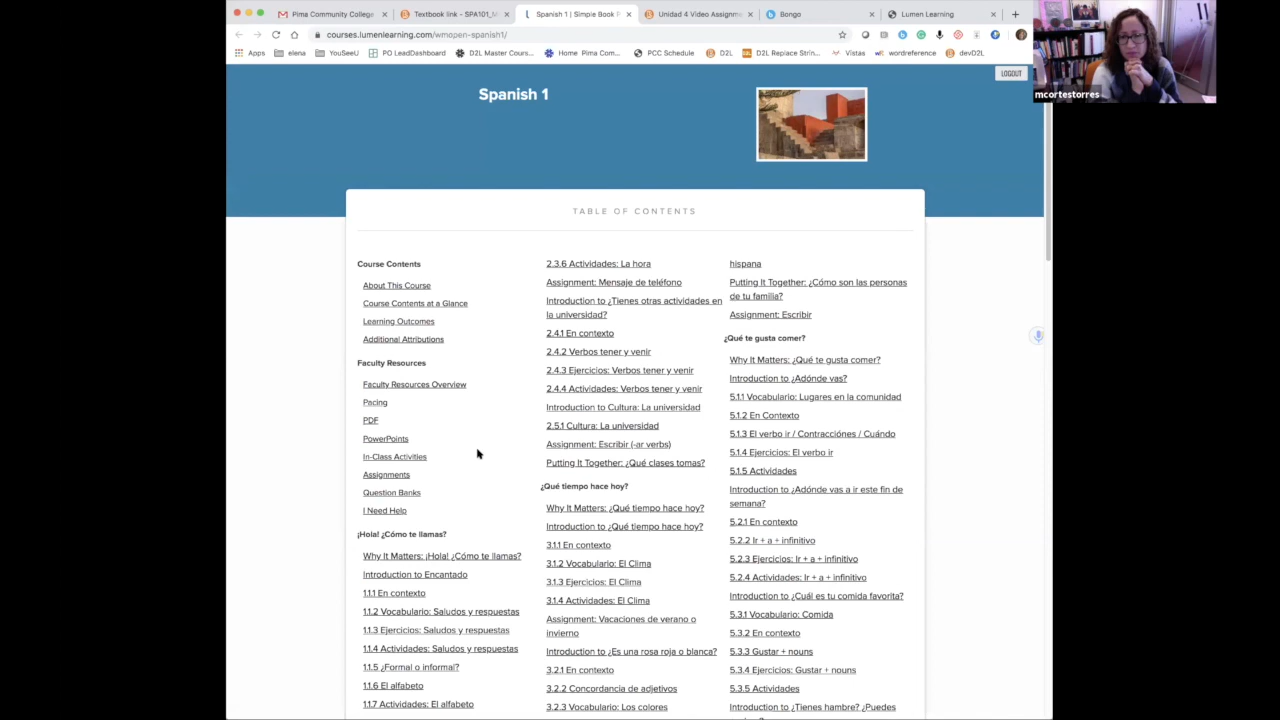 Pima Community College
Textbook link - SPA101_M
Spanish 1 | Simple Book P
Unidad 4 Video Assignme
Bongo
Lumen Learning
courses.lumenlearning.com/wmopen-spanish1/
Apps
elena
YouSeeU
PO LeadDashboard
D2L Master Cours...
Home Pima Com...
PCC Schedule
D2L
D2L Replace Strin...
Vistas
wordreference
devD2L
LOGOUT
mcortestorres
Spanish 1
TABLE OF CONTENTS
Course Contents
About This Course
Course Contents at a Glance
Learning Outcomes
Additional Attributions
Faculty Resources
Faculty Resources Overview
Pacing
PDF
PowerPoints
In-Class Activities
Assignments
Question Banks
I Need Help
¡Hola! ¿Cómo te llamas?
Why It Matters: ¡Hola! ¿Cómo te llamas?
Introduction to Encantado
1.1.1 En contexto
1.1.2 Vocabulario: Saludos y respuestas
1.1.3 Ejercicios: Saludos y respuestas
1.1.4 Actividades: Saludos y respuestas
1.1.5 ¿Formal o informal?
1.1.6 El alfabeto
1.1.7 Actividades: El alfabeto
2.3.6 Actividades: La hora
Assignment: Mensaje de teléfono
Introduction to ¿Tienes otras actividades en
la universidad?
2.4.1 En contexto
2.4.2 Verbos tener y venir
2.4.3 Ejercicios: Verbos tener y venir
2.4.4 Actividades: Verbos tener y venir
Introduction to Cultura: La universidad
2.5.1 Cultura: La universidad
Assignment: Escribir (-ar verbs)
Putting It Together: ¿Qué clases tomas?
¿Qué tiempo hace hoy?
Why It Matters: ¿Qué tiempo hace hoy?
Introduction to ¿Qué tiempo hace hoy?
3.1.1 En contexto
3.1.2 Vocabulario: El Clima
3.1.3 Ejercicios: El Clima
3.1.4 Actividades: El Clima
Assignment: Vacaciones de verano o
invierno
Introduction to ¿Es una rosa roja o blanca?
3.2.1 En contexto
3.2.2 Concordancia de adjetivos
3.2.3 Vocabulario: Los colores
hispana
Putting It Together: ¿Cómo son las personas
de tu familia?
Assignment: Escribir
¿Qué te gusta comer?
Why It Matters: ¿Qué te gusta comer?
Introduction to ¿Adónde vas?
5.1.1 Vocabulario: Lugares en la comunidad
5.1.2 En Contexto
5.1.3 El verbo ir / Contracciónes / Cuándo
5.1.4 Ejercicios: El verbo ir
5.1.5 Actividades
Introduction to ¿Adónde vas a ir este fin de
semana?
5.2.1 En contexto
5.2.2 Ir + a + infinitivo
5.2.3 Ejercicios: Ir + a + infinitivo
5.2.4 Actividades: Ir + a + infinitivo
Introduction to ¿Cuál es tu comida favorita?
5.3.1 Vocabulario: Comida
5.3.2 En contexto
5.3.3 Gustar + nouns
5.3.4 Ejercicios: Gustar + nouns
5.3.5 Actividades
Introduction to ¿Tienes hambre? ¿Puedes